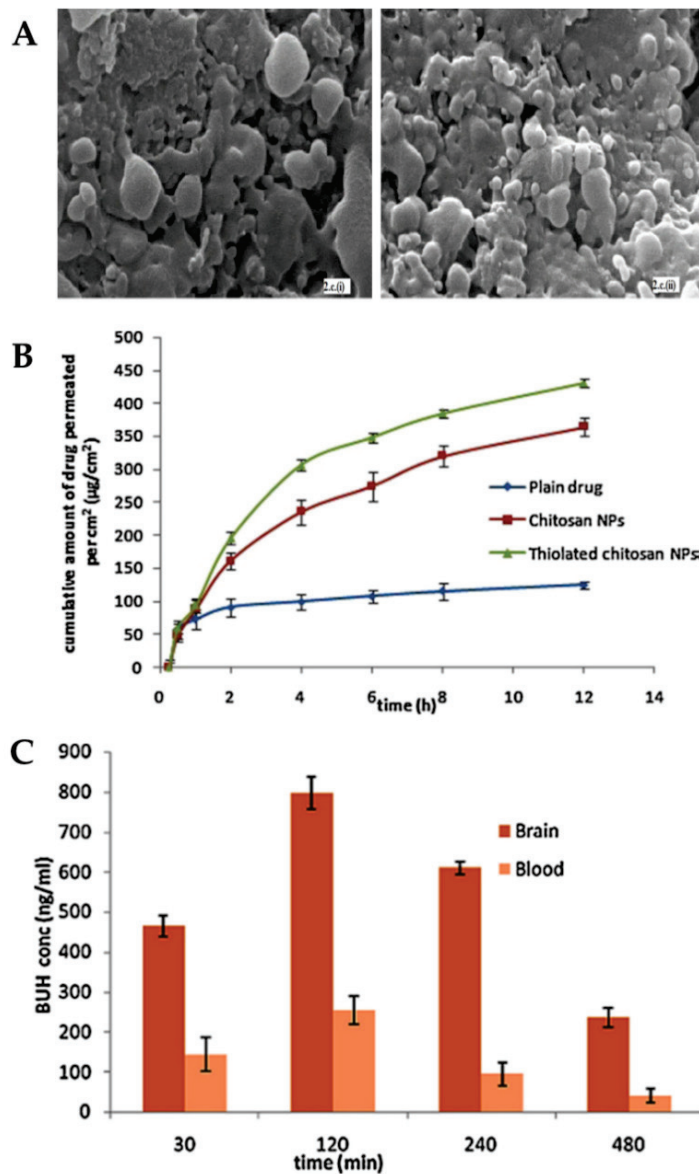 A
2.c.(i)
2.c.(ii)
B
cumulative amount of drug permeated
per cm² (µg/cm²)
500
450
400
350
300
250
200
150
100
50
0
Plain drug
Chitosan NPs
Thiolated chitosan NPs
0 2 4 6 8 10 12 14
time (h)
C
BUH conc (ng/ml)
900
800
700
600
500
400
300
200
100
0
Brain
Blood
30 120 240 480
time (min)